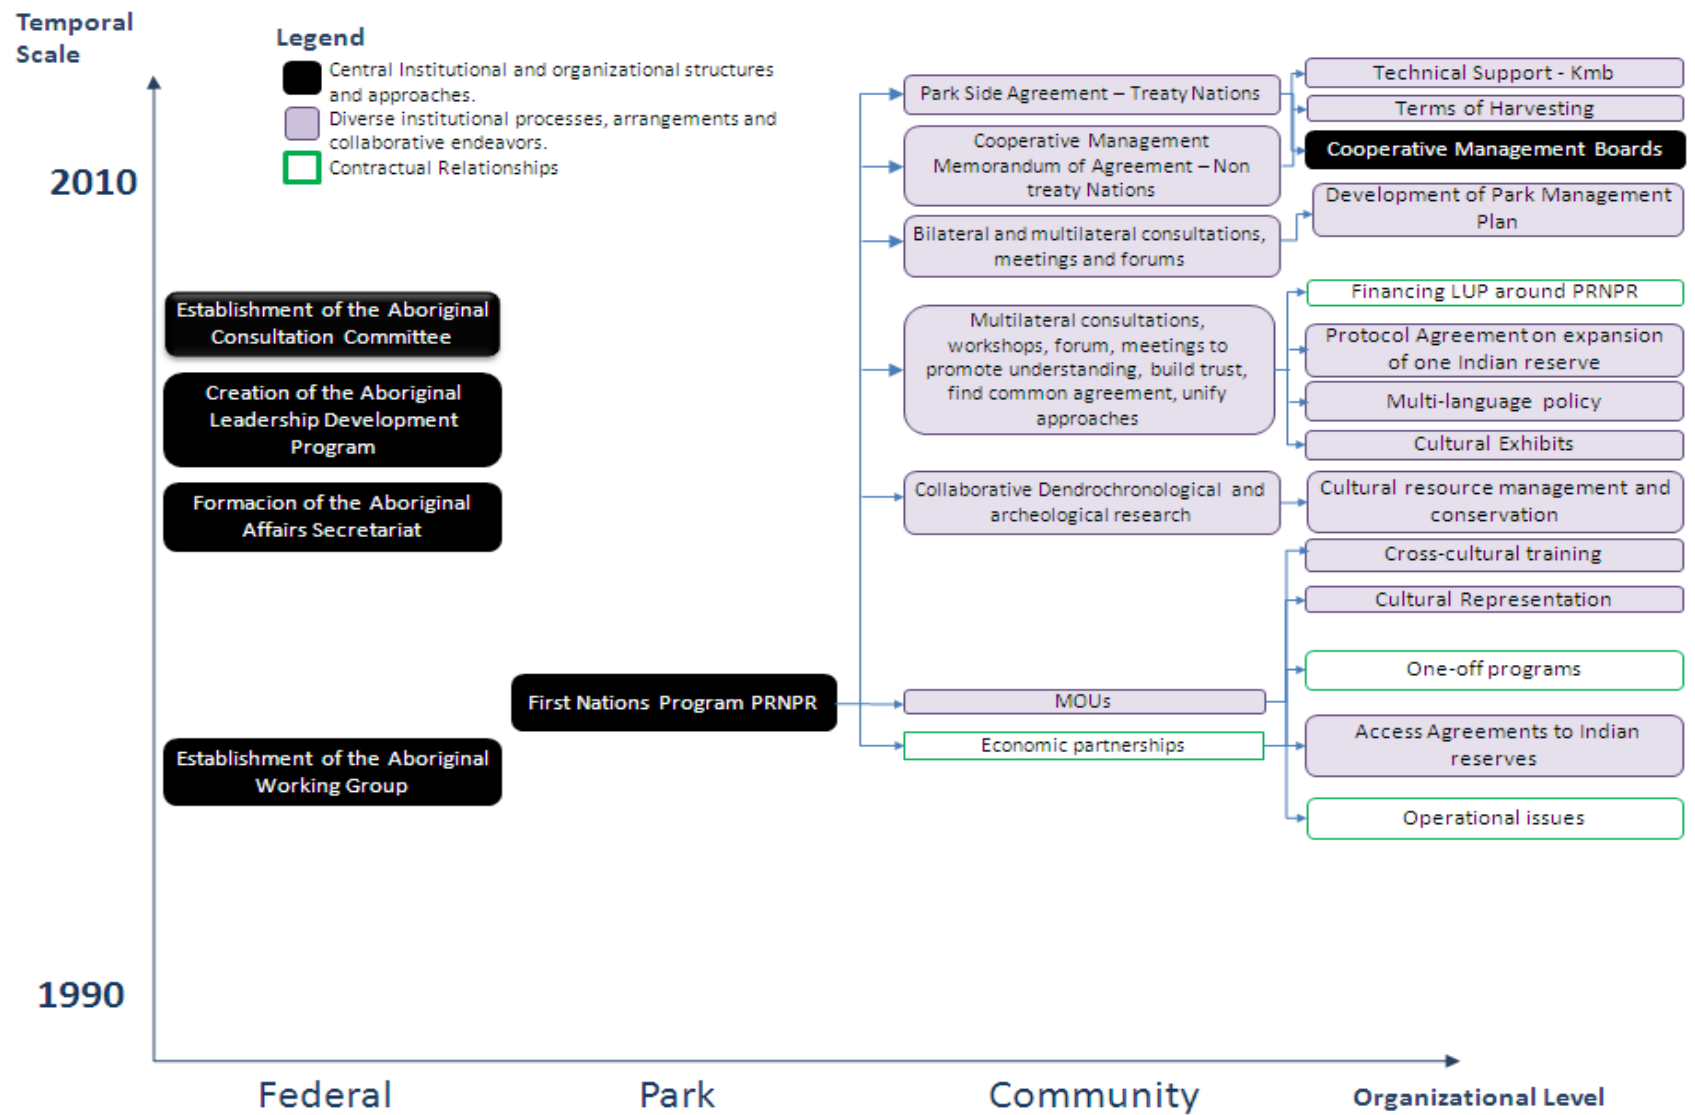 Temporal
Scale
Legend
Central Institutional and organizational structures
and approaches.
Diverse institutional processes, arrangements and
collaborative endeavors.
Contractual Relationships
2010
1990
Establishment of the Aboriginal
Consultation Committee
Creation of the Aboriginal
Leadership Development
Program
Formacion of the Aboriginal
Affairs Secretariat
Establishment of the Aboriginal
Working Group
First Nations Program PRNPR
Park Side Agreement – Treaty Nations
Cooperative Management
Memorandum of Agreement – Non
treaty Nations
Bilateral and multilateral consultations,
meetings and forums
Multilateral consultations,
workshops, forum, meetings to
promote understanding, build trust,
find common agreement, unify
approaches
Collaborative Dendrochronological and
archeological research
MOUs
Economic partnerships
Technical Support - Kmb
Terms of Harvesting
Cooperative Management Boards
Development of Park Management
Plan
Financing LUP around PRNPR
Protocol Agreement on expansion
of one Indian reserve
Multi-language policy
Cultural Exhibits
Cultural resource management and
conservation
Cross-cultural training
Cultural Representation
One-off programs
Access Agreements to Indian
reserves
Operational issues
Federal
Park
Community
Organizational Level